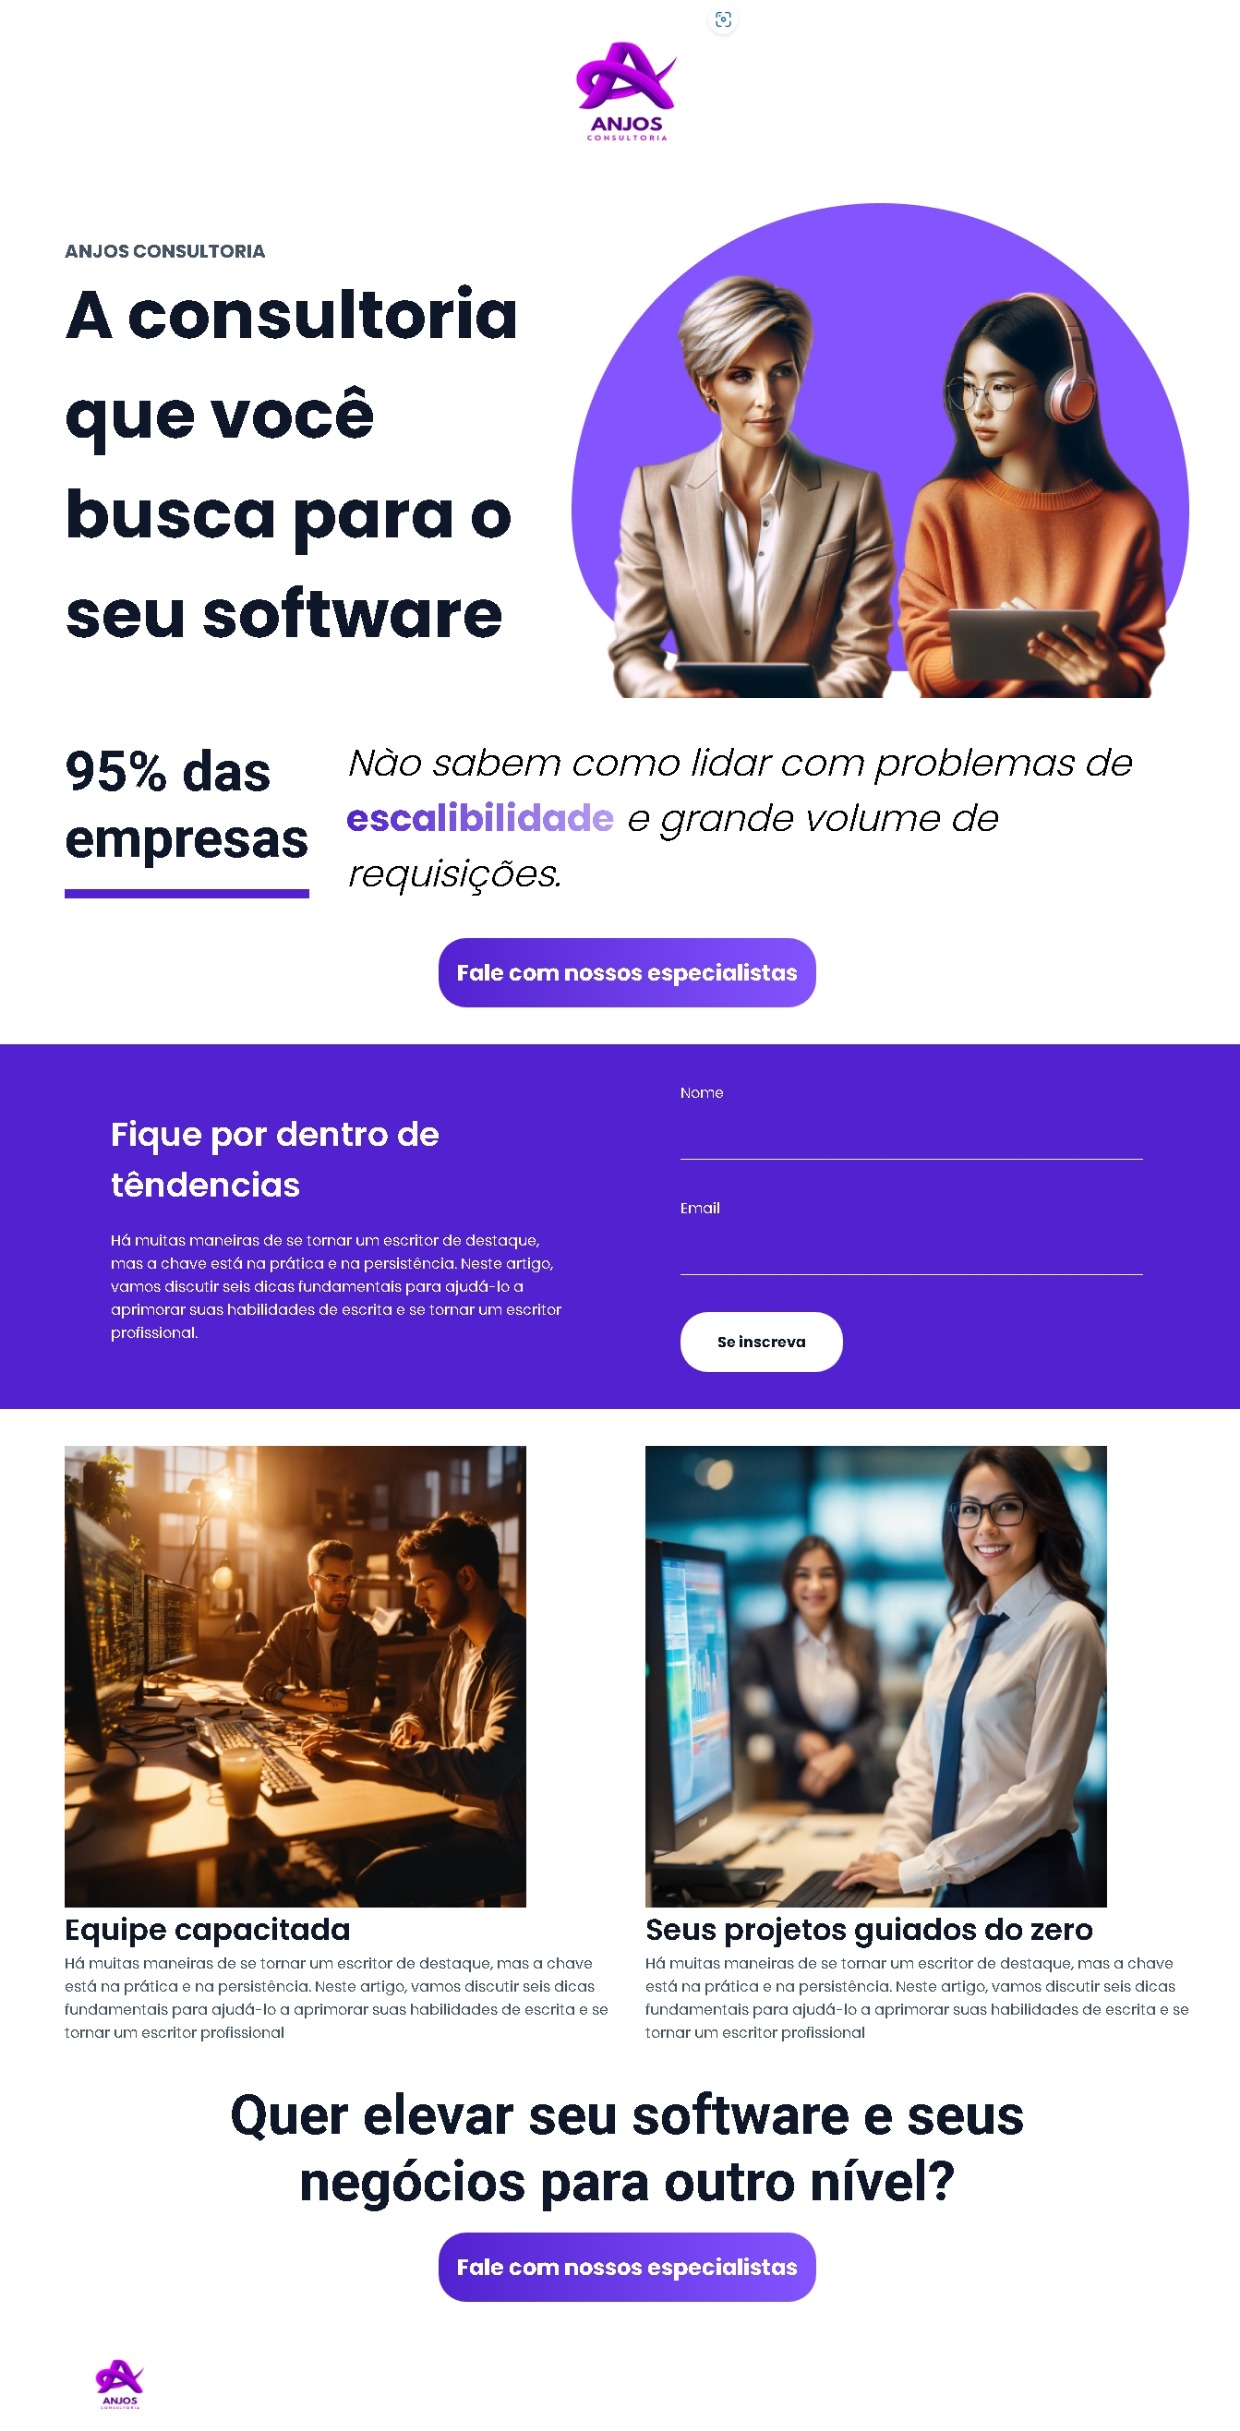 ANJOS
CONSULTORIA
ANJOS CONSULTORIA
A consultoria
que você
busca para o
seu software
95% das
empresas
Nào sabem como lidar com problemas de
escalibilidade e grande volume de
requisições.
Fale com nossos especialistas
Fique por dentro de
têndencias
Há muitas maneiras de se tornar um escritor de destaque,
mas a chave está na prática e na persistência. Neste artigo,
vamos discutir seis dicas fundamentais para ajudá-lo a
aprimorar suas habilidades de escrita e se tornar um escritor
profissional.
Nome
Email
Se inscreva
Equipe capacitada
Há muitas maneiras de se tornar um escritor de destaque, mas a chave
está na prática e na persistência. Neste artigo, vamos discutir seis dicas
fundamentais para ajudá-lo a aprimorar suas habilidades de escrita e se
tornar um escritor profissional
Seus projetos guiados do zero
Há muitas maneiras de se tornar um escritor de destaque, mas a chave
está na prática e na persistência. Neste artigo, vamos discutir seis dicas
fundamentais para ajudá-lo a aprimorar suas habilidades de escrita e se
tornar um escritor profissional
Quer elevar seu software e seus
negócios para outro nível?
Fale com nossos especialistas
ANJOS
CONSULTORIA